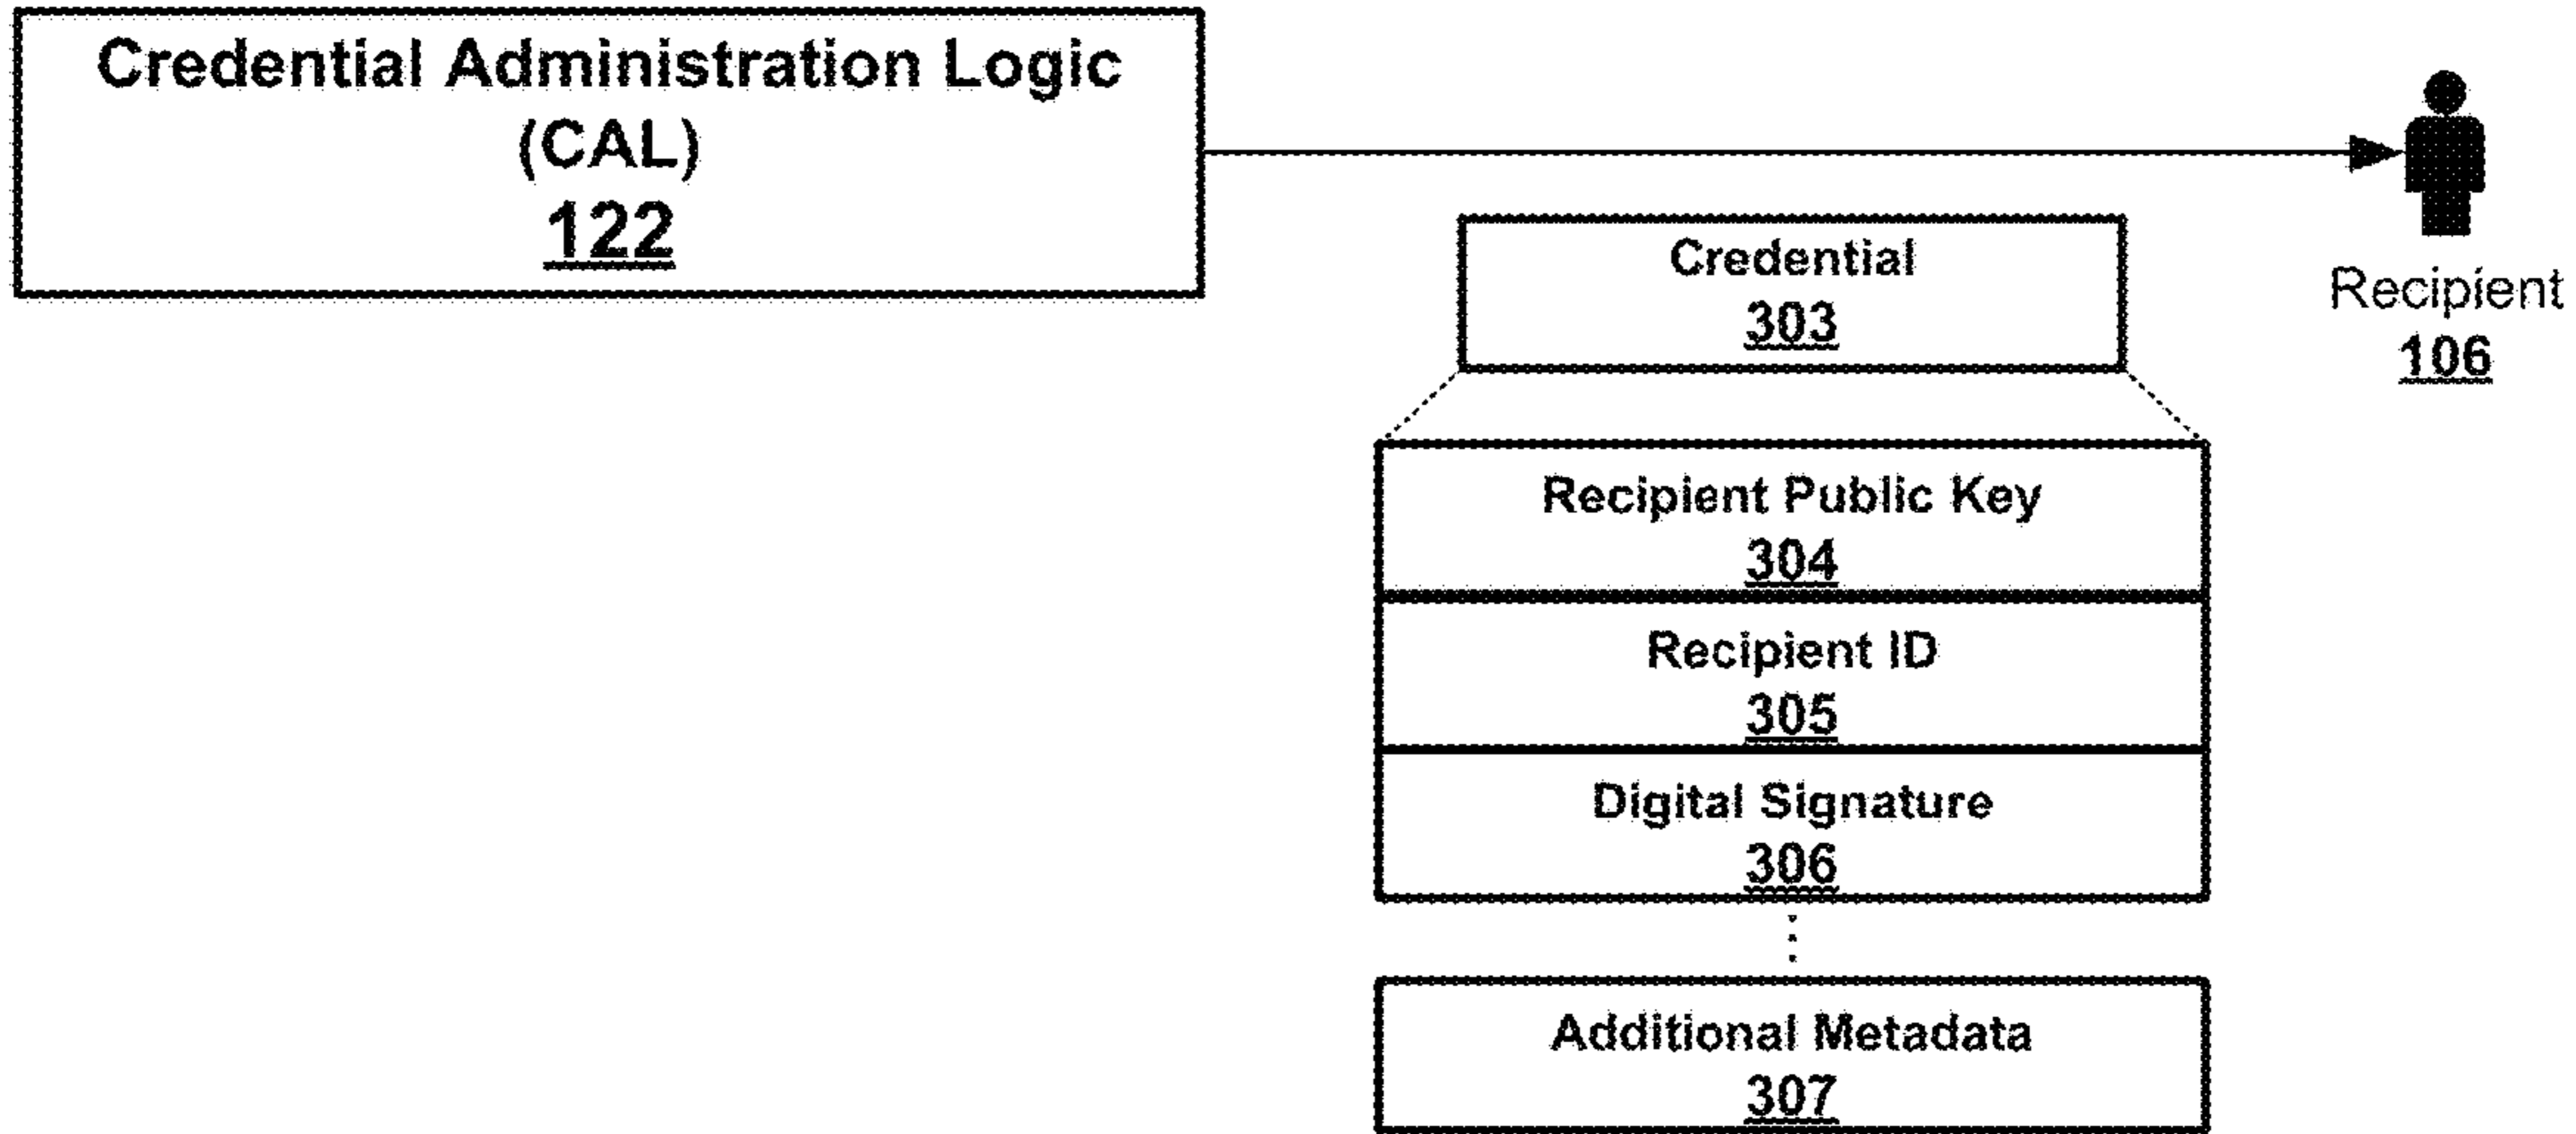 Credential Administration Logic
(CAL)
122
Recipient
106
Credential
303
Recipient Public Key
304
Recipient ID
305
Digital Signature
306
Additional Metadata
307